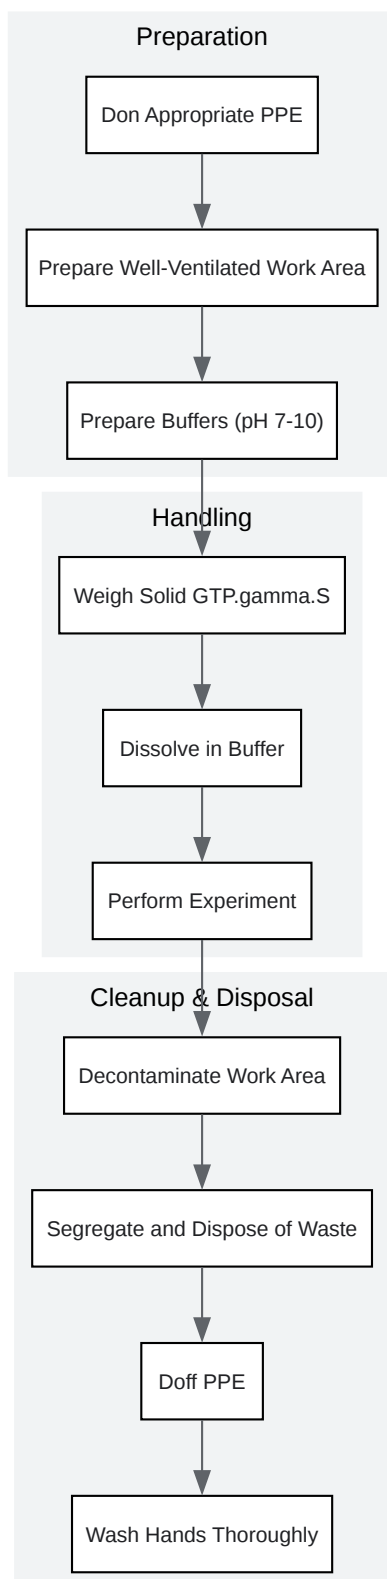 Preparation
Don Appropriate PPE
Prepare Well-Ventilated Work Area
Prepare Buffers (pH 7-10)
Handling
Weigh Solid GTP.gamma.S
Dissolve in Buffer
Perform Experiment
Cleanup & Disposal
Decontaminate Work Area
Segregate and Dispose of Waste
Doff PPE
Wash Hands Thoroughly